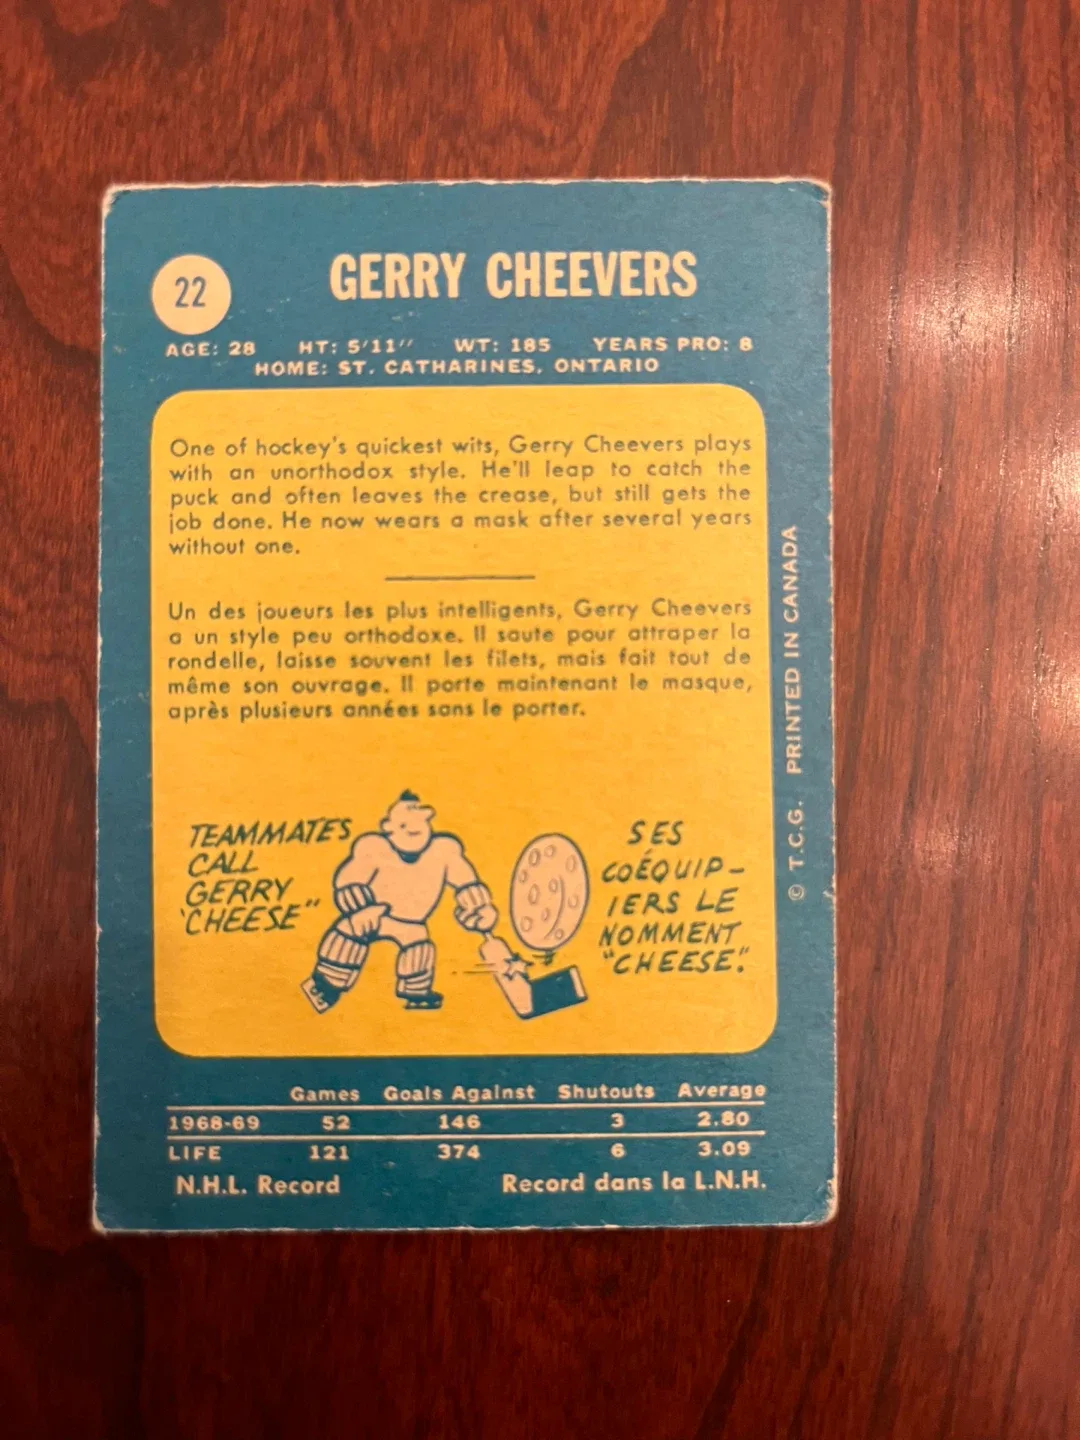 22
GERRY CHEEVERS
AGE: 28 HT: 5'11" WT: 185 YEARS PRO: 8
HOME: ST. CATHARINES, ONTARIO
One of hockey's quickest wits, Gerry Cheevers plays
with an unorthodox style. He'll leap to catch the
puck and often leaves the crease, but still gets the
job done. He now wears a mask after several years
without one.
Un des joueurs les plus intelligents, Gerry Cheevers
a un style peu orthodoxe. Il saute pour attraper la
rondelle, laisse souvent les filets, mais fait tout de
même son ouvrage. Il porte maintenant le masque,
après plusieurs années sans le porter.
TEAMMATES
CALL
GERRY
'CHEESE"
SES
COÉQUIP-
IERS LE
NOMMENT
"CHEESE."
Games Goals Against Shutouts Average
1968-69 52 146 3 2.80
LIFE 121 374 6 3.09
N.H.L. Record Record dans la L.N.H.
© T.C.G. PRINTED IN CANADA